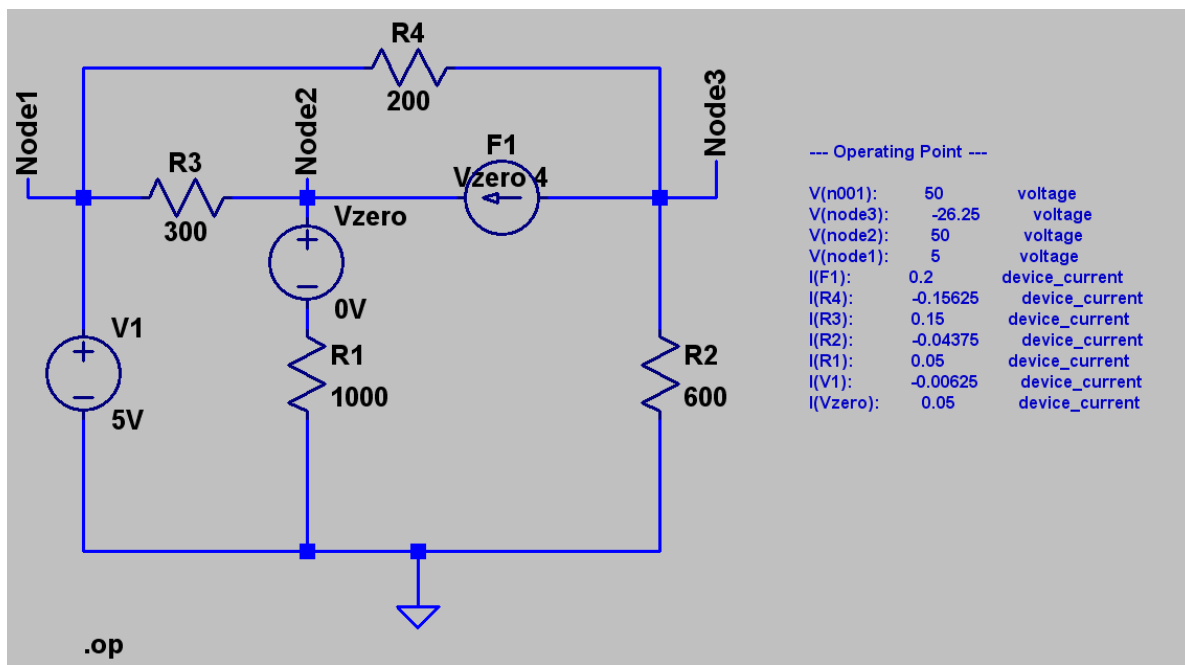 R4
200
Node1
Node2
Node3
R3
300
F1
Vzero 4
Vzero
0V
V1
5V
R1
1000
R2
600
.op
--- Operating Point ---
V(n001): 50 voltage
V(node3): -26.25 voltage
V(node2): 50 voltage
V(node1): 5 voltage
I(F1): 0.2 device_current
I(R4): -0.15625 device_current
I(R3): 0.15 device_current
I(R2): -0.04375 device_current
I(R1): 0.05 device_current
I(V1): -0.00625 device_current
I(Vzero): 0.05 device_current